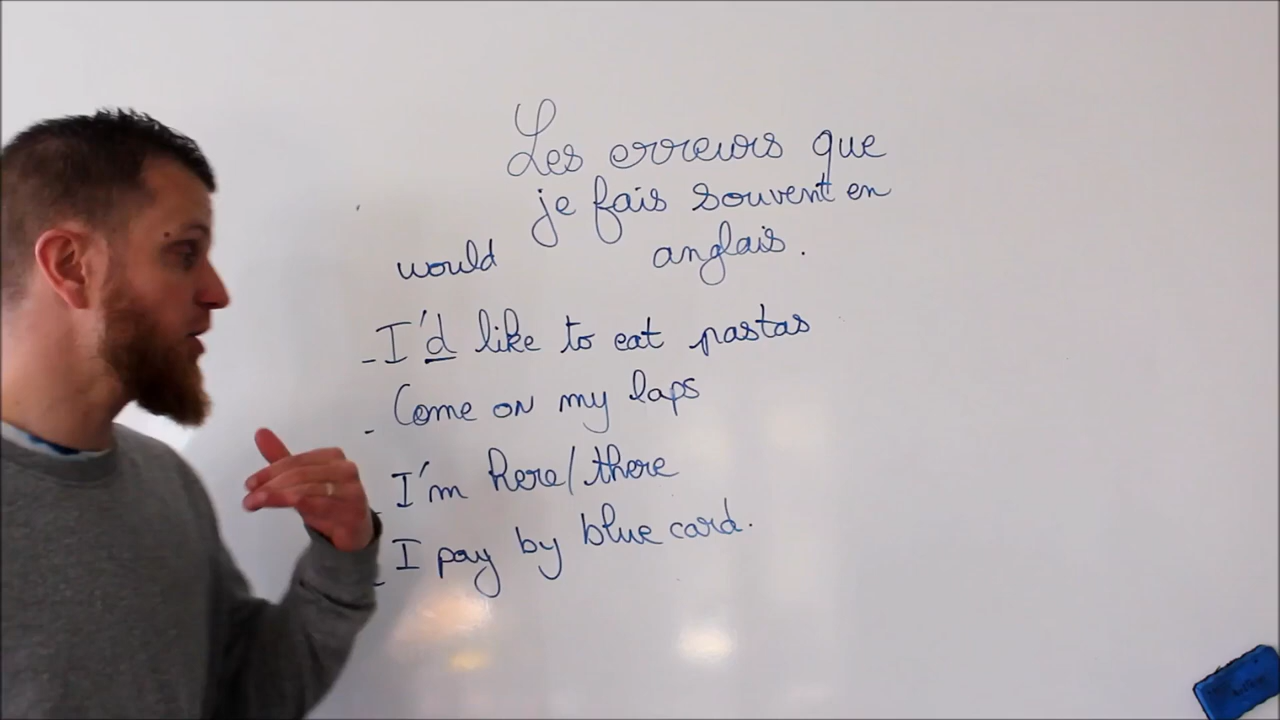 Les erreurs que
je fais souvent en
anglais.
would
- I'd like to eat pastas
- Come on my laps
- I'm here/there
- I pay by blue card.